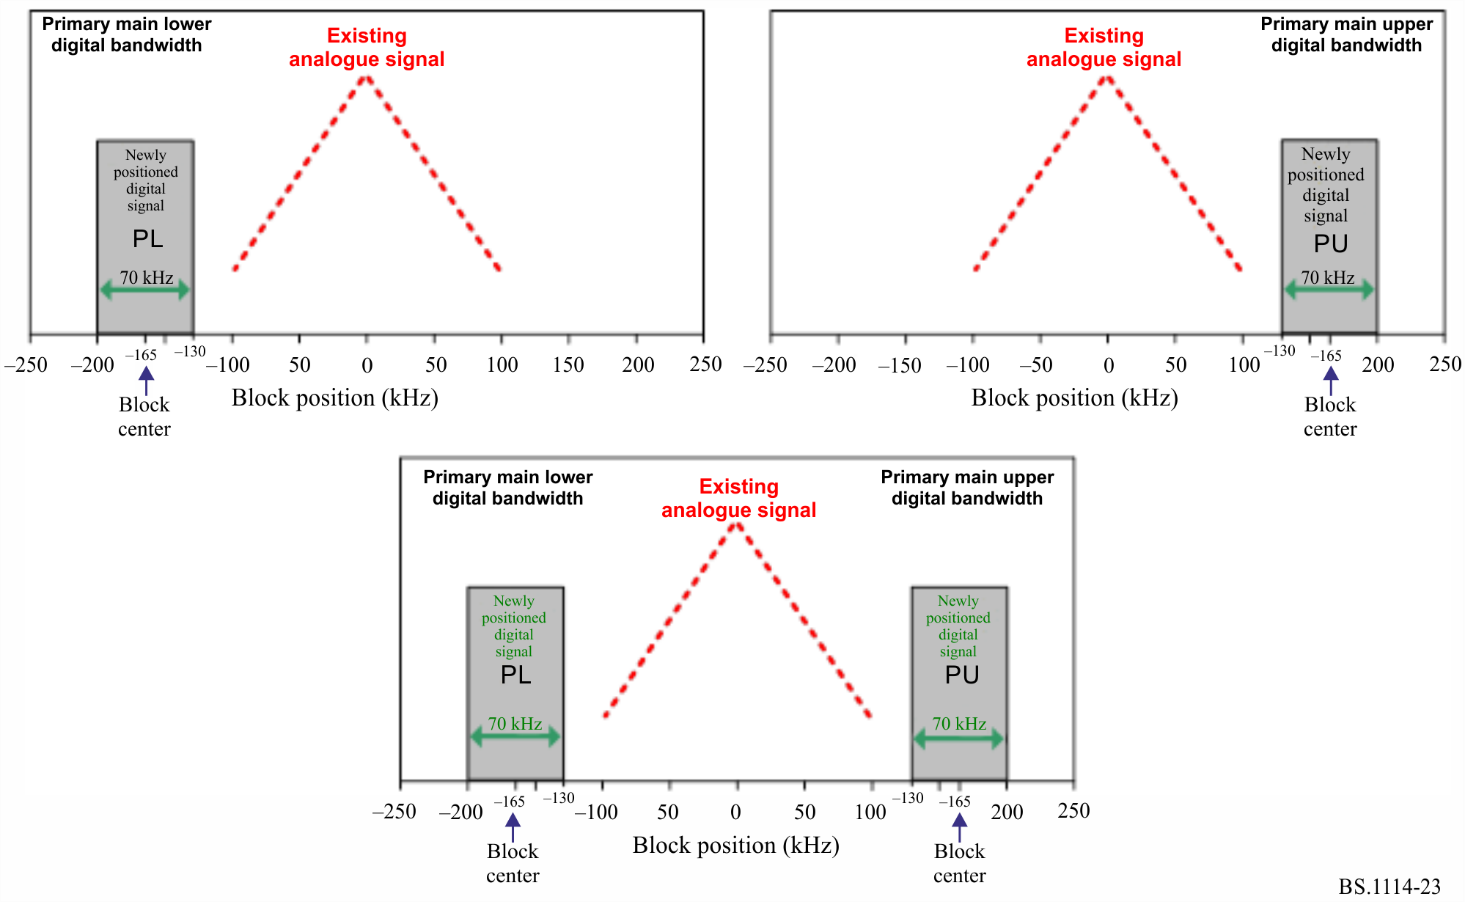 Primary main lower
digital bandwidth
Existing
analogue signal
Newly
positioned
digital
signal
PL
70 kHz
–250 –200 –165 –130 –100 –50 0 50 100 150 200 250
Block position (kHz)
Block
center
Existing
analogue signal
Primary main upper
digital bandwidth
Newly
positioned
digital
signal
PU
70 kHz
–250 –200 –150 –100 –50 0 50 100 –130 –165 200 250
Block position (kHz)
Block
center
Primary main lower
digital bandwidth
Existing
analogue signal
Primary main upper
digital bandwidth
Newly
positioned
digital
signal
PL
70 kHz
Newly
positioned
digital
signal
PU
70 kHz
–250 –200 –165 –130 –100 50 0 50 100 –130 –165 200 250
Block position (kHz)
Block
center
Block
center
BS.1114-23